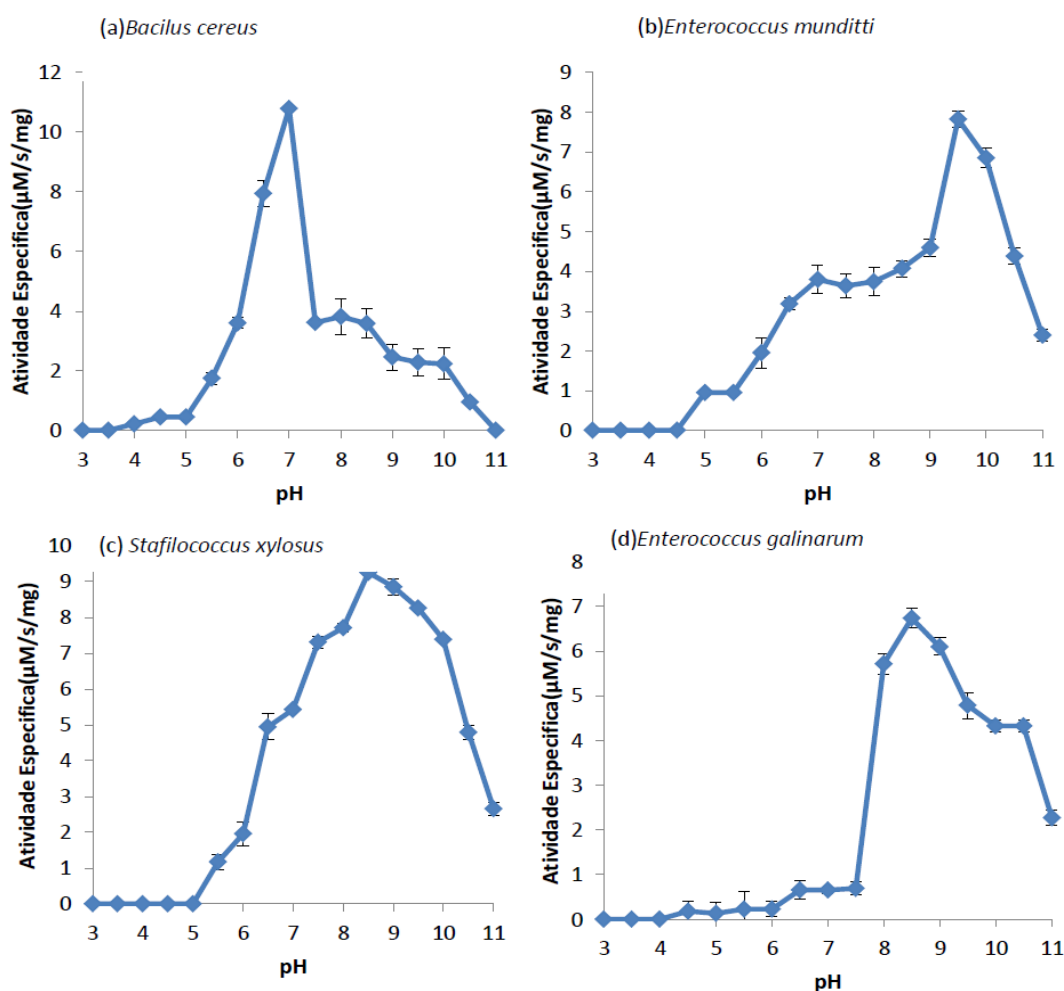 (a)Bacilus cereus
12
10
8
6
4
2
0
3 4 5 6 7 8 9 10 11
Atividade Especifica(µM/s/mg)
pH
(b)Enterococcus munditti
9
8
7
6
5
4
3
2
1
0
3 4 5 6 7 8 9 10 11
Atividade Especifica(µM/s/mg)
pH
(c) Stafilococcus xylosus
10
9
8
7
6
5
4
3
2
1
0
3 4 5 6 7 8 9 10 11
Atividade Especifica(µM/s/mg)
pH
(d)Enterococcus galinarum
8
7
6
5
4
3
2
1
0
3 4 5 6 7 8 9 10 11
Atividade Especifica(µM/s/mg)
pH